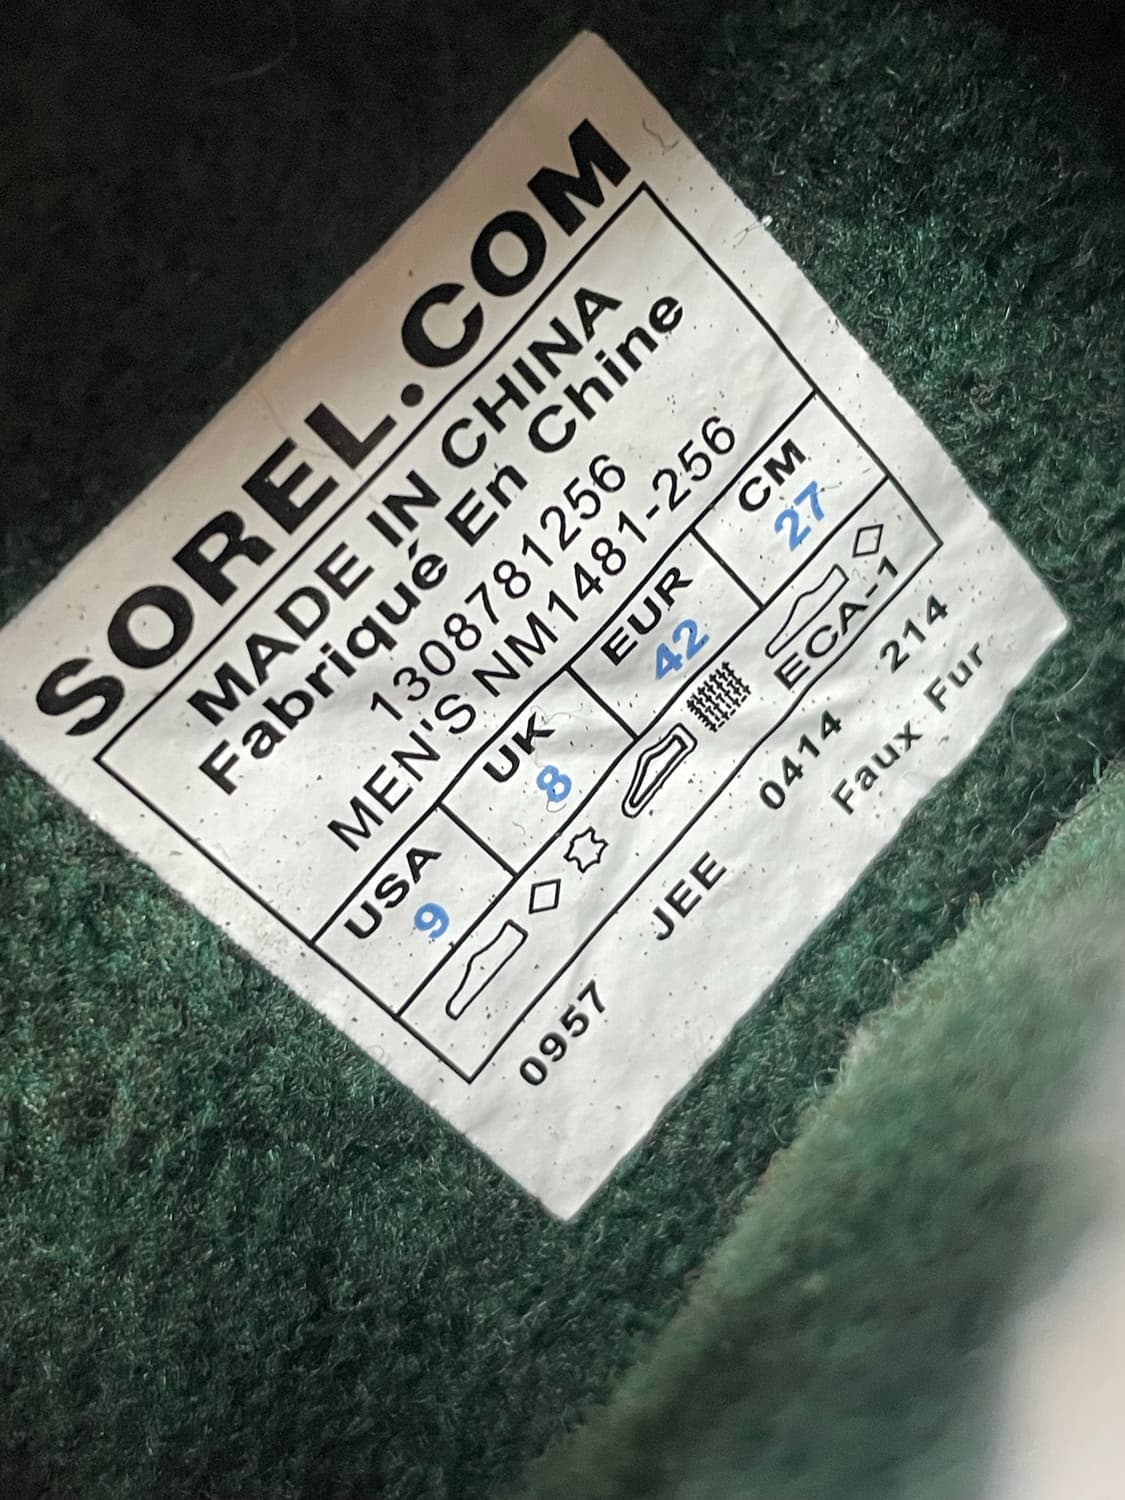 SOREL.COM
MADE IN CHINA
Fabriqué En Chine
1308781256
MEN'S NM1481-256
USA UK EUR CM
9 8 42 27
ECA-1
0957 JEE 0414 214
Faux Fur